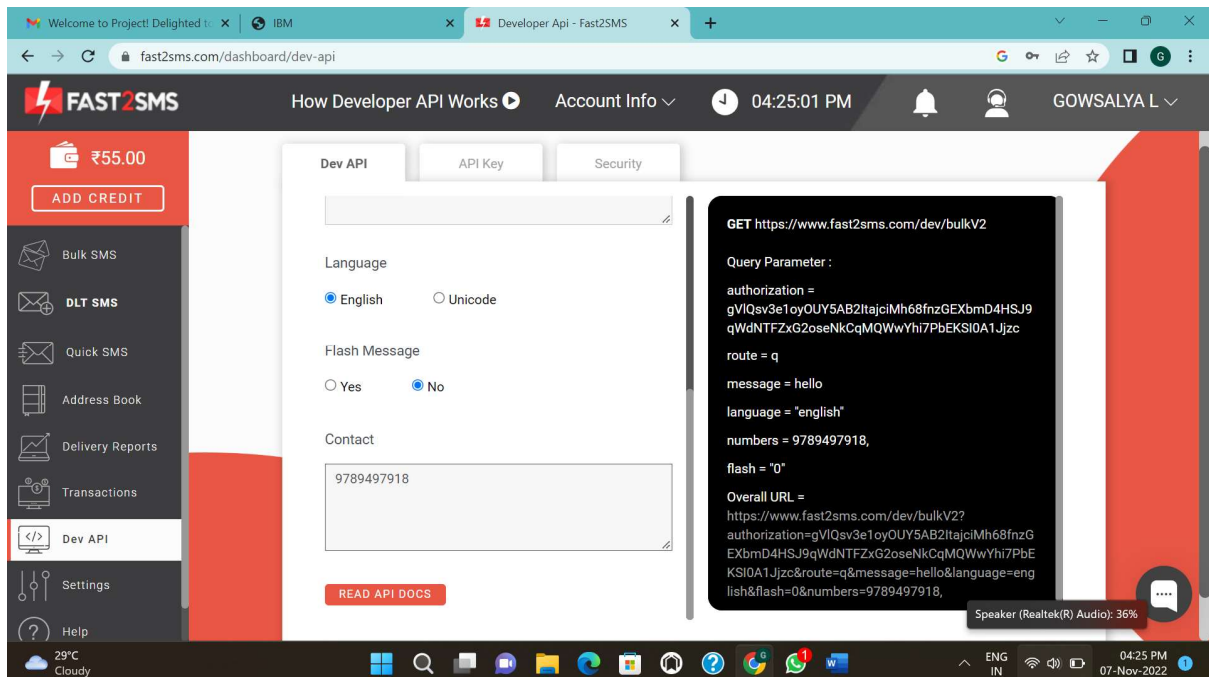 Welcome to Project! Delighted to
IBM
Developer Api - Fast2SMS
fast2sms.com/dashboard/dev-api
G
FAST2SMS
How Developer API Works
Account Info
04:25:01 PM
GOWSALYA L
₹55.00
ADD CREDIT
Bulk SMS
DLT SMS
Quick SMS
Address Book
Delivery Reports
Transactions
Dev API
Settings
Help
Dev API
API Key
Security
Language
English
Unicode
Flash Message
Yes
No
Contact
9789497918
READ API DOCS
GET https://www.fast2sms.com/dev/bulkV2
Query Parameter :
authorization =
gVlQsv3e1oyOUY5AB2ItajciMh68fnzGEXbmD4HSJ9
qWdNTFZxG2oseNkCqMQWwYhi7PbEKSI0A1Jjzc
route = q
message = hello
language = "english"
numbers = 9789497918,
flash = "0"
Overall URL =
https://www.fast2sms.com/dev/bulkV2?
authorization=gVlQsv3e1oyOUY5AB2ItajciMh68fnzG
EXbmD4HSJ9qWdNTFZxG2oseNkCqMQWwYhi7PbE
KSI0A1Jjzc&route=q&message=hello&language=eng
lish&flash=0&numbers=9789497918,
Speaker (Realtek(R) Audio): 36%
29°C
Cloudy
ENG
IN
04:25 PM
07-Nov-2022
1